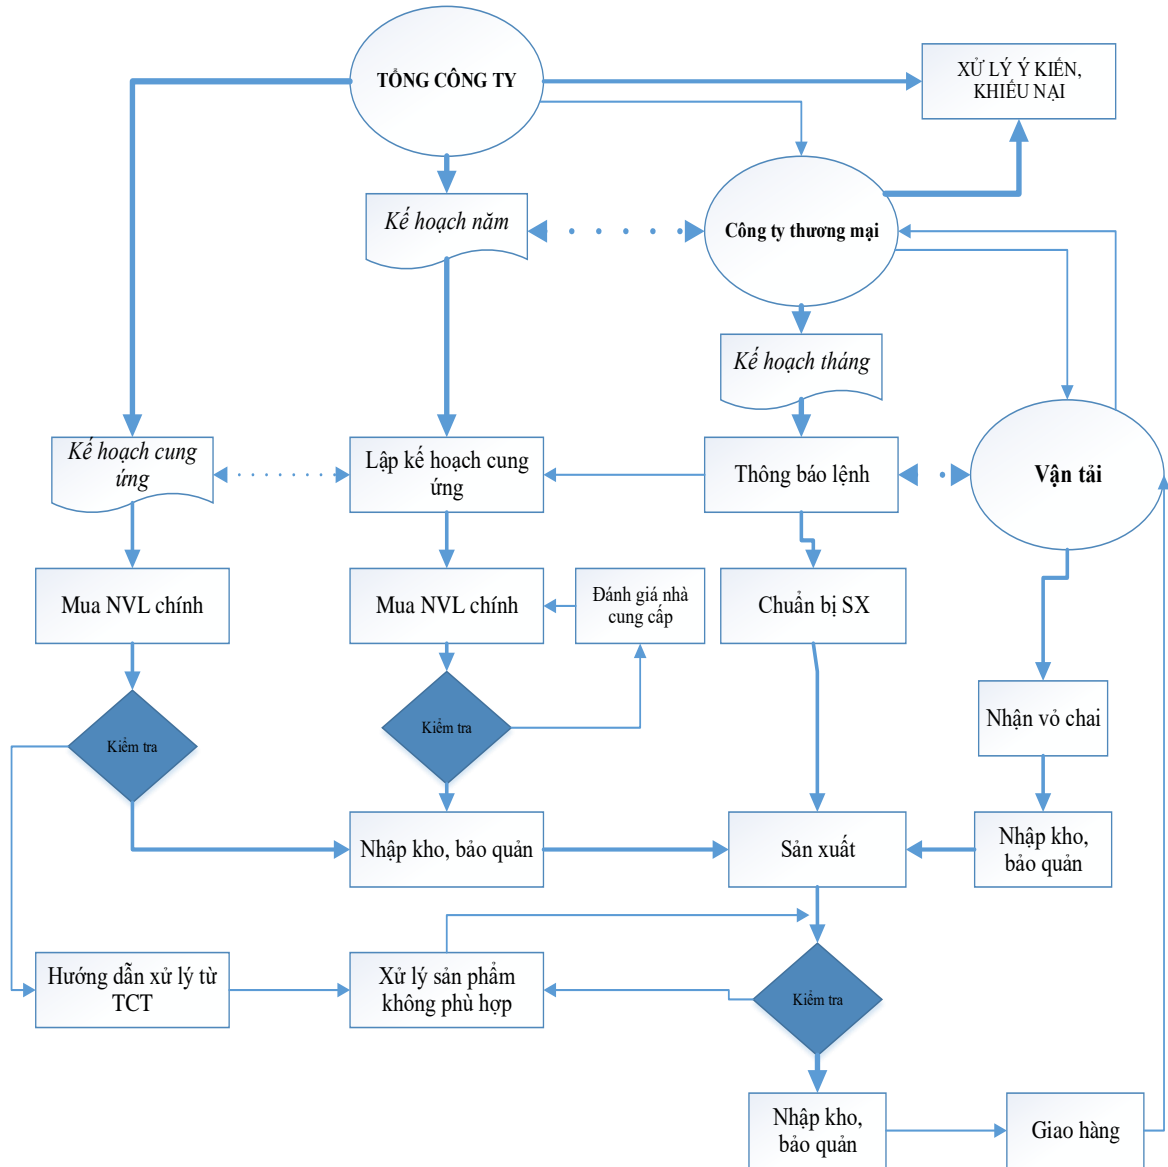 TỔNG CÔNG TY
XỬ LÝ Ý KIẾN,
KHIẾU NẠI
Kế hoạch năm
Công ty thương mại
Kế hoạch tháng
Kế hoạch cung
ứng
Lập kế hoạch cung
ứng
Thông báo lệnh
Vận tải
Mua NVL chính
Mua NVL chính
Đánh giá nhà
cung cấp
Chuẩn bị SX
Nhận vỏ chai
Kiểm tra
Kiểm tra
Nhập kho, bảo quản
Sản xuất
Nhập kho,
bảo quản
Hướng dẫn xử lý từ
TCT
Xử lý sản phẩm
không phù hợp
Kiểm tra
Nhập kho,
bảo quản
Giao hàng